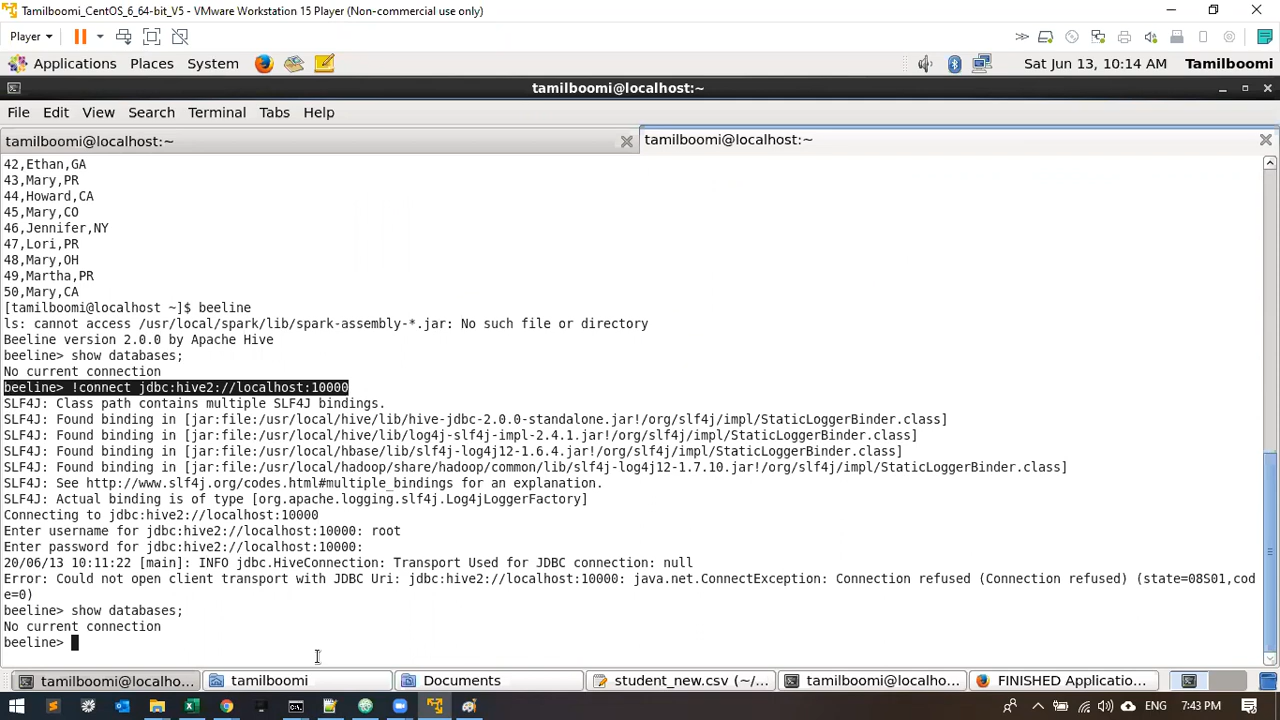 Tamilboomi_CentOS_6_64-bit_V5 - VMware Workstation 15 Player (Non-commercial use only)
Player
Applications Places System Sat Jun 13, 10:14 AM Tamilboomi
tamilboomi@localhost:~
File Edit View Search Terminal Tabs Help
tamilboomi@localhost:~ tamilboomi@localhost:~
42,Ethan,GA
43,Mary,PR
44,Howard,CA
45,Mary,CO
46,Jennifer,NY
47,Lori,PR
48,Mary,OH
49,Martha,PR
50,Mary,CA
[tamilboomi@localhost ~]$ beeline
ls: cannot access /usr/local/spark/lib/spark-assembly-*.jar: No such file or directory
Beeline version 2.0.0 by Apache Hive
beeline> show databases;
No current connection
beeline> !connect jdbc:hive2://localhost:10000
SLF4J: Class path contains multiple SLF4J bindings.
SLF4J: Found binding in [jar:file:/usr/local/hive/lib/hive-jdbc-2.0.0-standalone.jar!/org/slf4j/impl/StaticLoggerBinder.class]
SLF4J: Found binding in [jar:file:/usr/local/hive/lib/log4j-slf4j-impl-2.4.1.jar!/org/slf4j/impl/StaticLoggerBinder.class]
SLF4J: Found binding in [jar:file:/usr/local/hbase/lib/slf4j-log4j12-1.6.4.jar!/org/slf4j/impl/StaticLoggerBinder.class]
SLF4J: Found binding in [jar:file:/usr/local/hadoop/share/hadoop/common/lib/slf4j-log4j12-1.7.10.jar!/org/slf4j/impl/StaticLoggerBinder.class]
SLF4J: See http://www.slf4j.org/codes.html#multiple_bindings for an explanation.
SLF4J: Actual binding is of type [org.apache.logging.slf4j.Log4jLoggerFactory]
Connecting to jdbc:hive2://localhost:10000
Enter username for jdbc:hive2://localhost:10000: root
Enter password for jdbc:hive2://localhost:10000:
20/06/13 10:11:22 [main]: INFO jdbc.HiveConnection: Transport Used for JDBC connection: null
Error: Could not open client transport with JDBC Uri: jdbc:hive2://localhost:10000: java.net.ConnectException: Connection refused (Connection refused) (state=08S01,cod
e=0)
beeline> show databases;
No current connection
beeline>
tamilboomi@localho... tamilboomi Documents student_new.csv (~/... tamilboomi@localho... FINISHED Applicatio...
7:43 PM